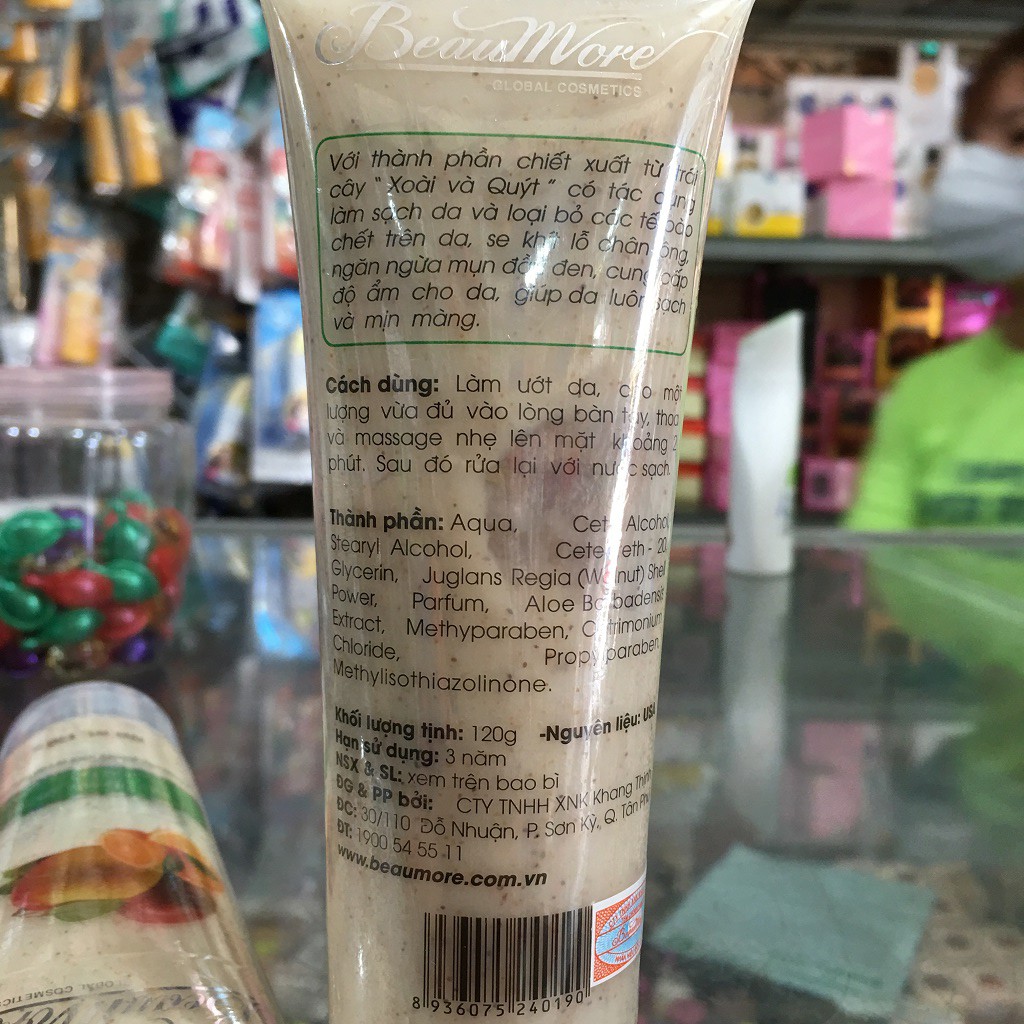 BeauMore
GLOBAL COSMETICS
Với thành phần chiết xuất từ trái
cây " Xoài và Quýt " có tác dụng
làm sạch da và loại bỏ các tế bào
chết trên da, se khít lỗ chân lông,
ngăn ngừa mụn đầu đen, cung cấp
độ ẩm cho da, giúp da luôn sạch
và mịn màng.
Cách dùng: Làm ướt da, cho một
lượng vừa đủ vào lòng bàn tay, thoa
và massage nhẹ lên mặt khoảng 2
phút. Sau đó rửa lại với nước sạch.
Thành phần: Aqua, Cet Alcohol,
Stearyl Alcohol, Ceteareth - 20,
Glycerin, Juglans Regia (Walnut) Shell
Power, Parfum, Aloe Barbadensis
Extract, Methyparaben, Cetrimonium
Chloride, Propylparaben,
Methylisothiazolinone.
Khối lượng tịnh: 120g -Nguyên liệu: USA
Hạn sử dụng: 3 năm
NSX & SL: xem trên bao bì
ĐG & PP bởi: CTY TNHH XNK Khang Thịnh
ĐC: 30/110 Đỗ Nhuận, P. Sơn Kỳ, Q. Tân Phú
ĐT: 1900 54 55 11
www.beaumore.com.vn
8 936075 240190